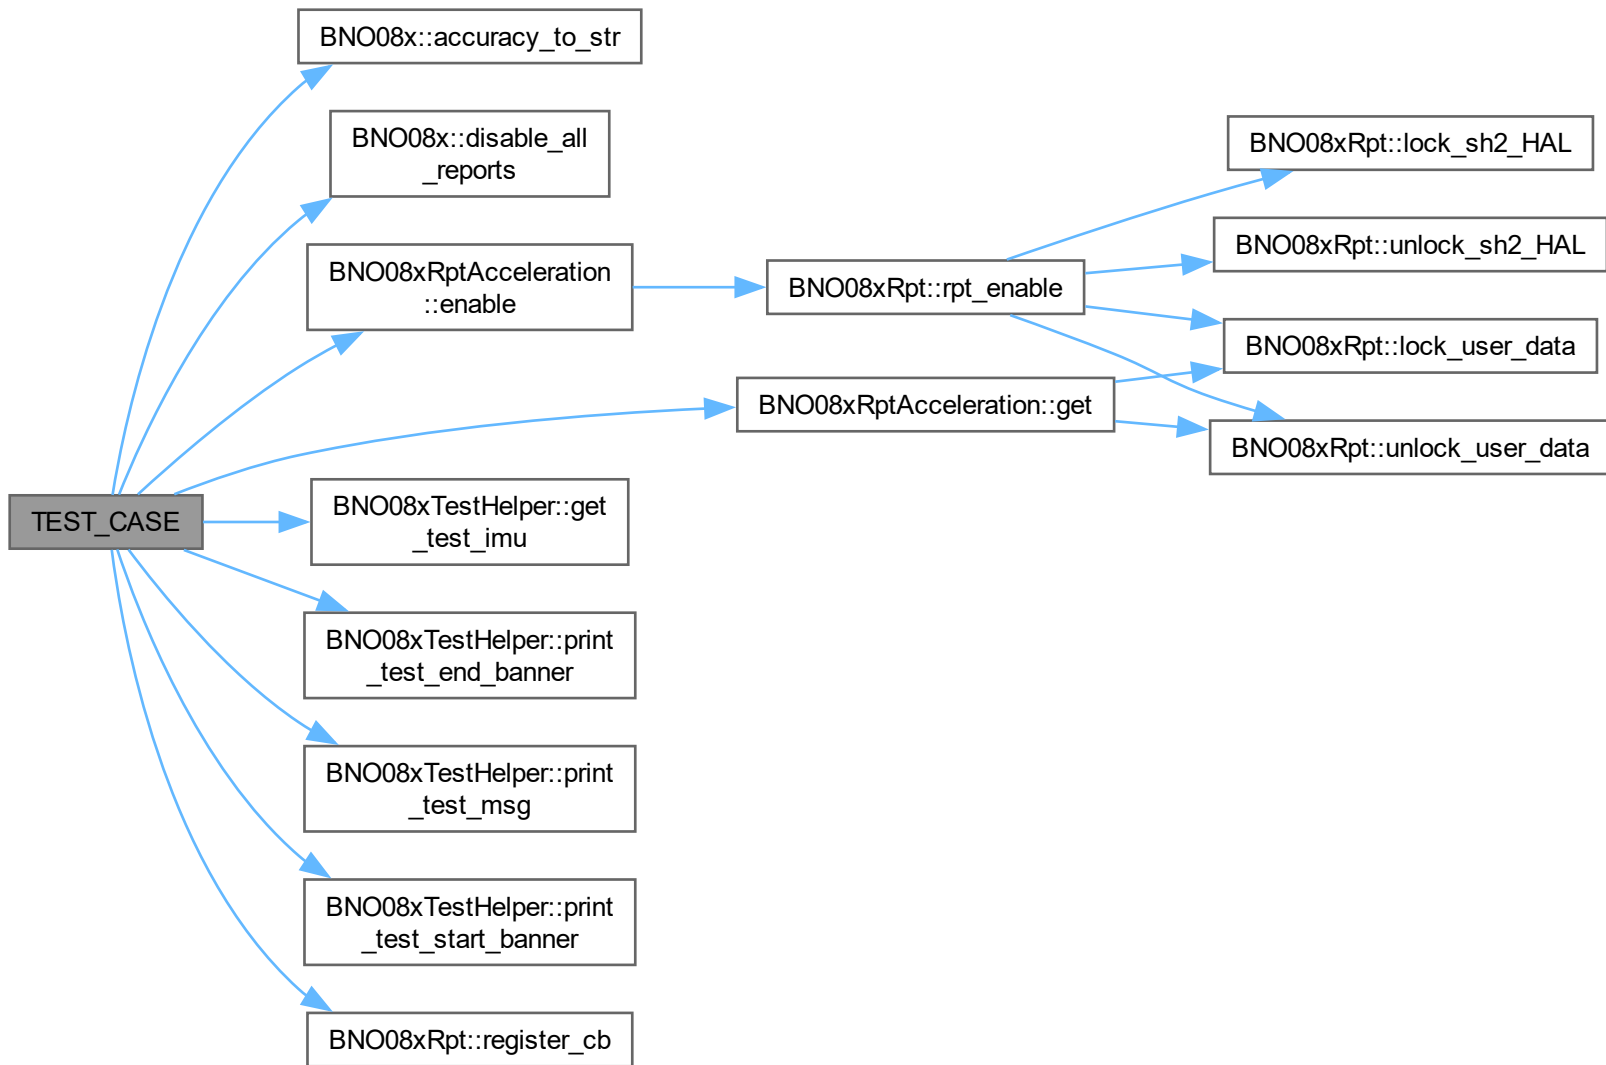 BNO08x::accuracy_to_str
BNO08x::disable_all
_reports
BNO08xRptAcceleration
::enable
BNO08xRpt::rpt_enable
BNO08xRpt::lock_sh2_HAL
BNO08xRpt::unlock_sh2_HAL
BNO08xRpt::lock_user_data
BNO08xRptAcceleration::get
BNO08xRpt::unlock_user_data
TEST_CASE
BNO08xTestHelper::get
_test_imu
BNO08xTestHelper::print
_test_end_banner
BNO08xTestHelper::print
_test_msg
BNO08xTestHelper::print
_test_start_banner
BNO08xRpt::register_cb